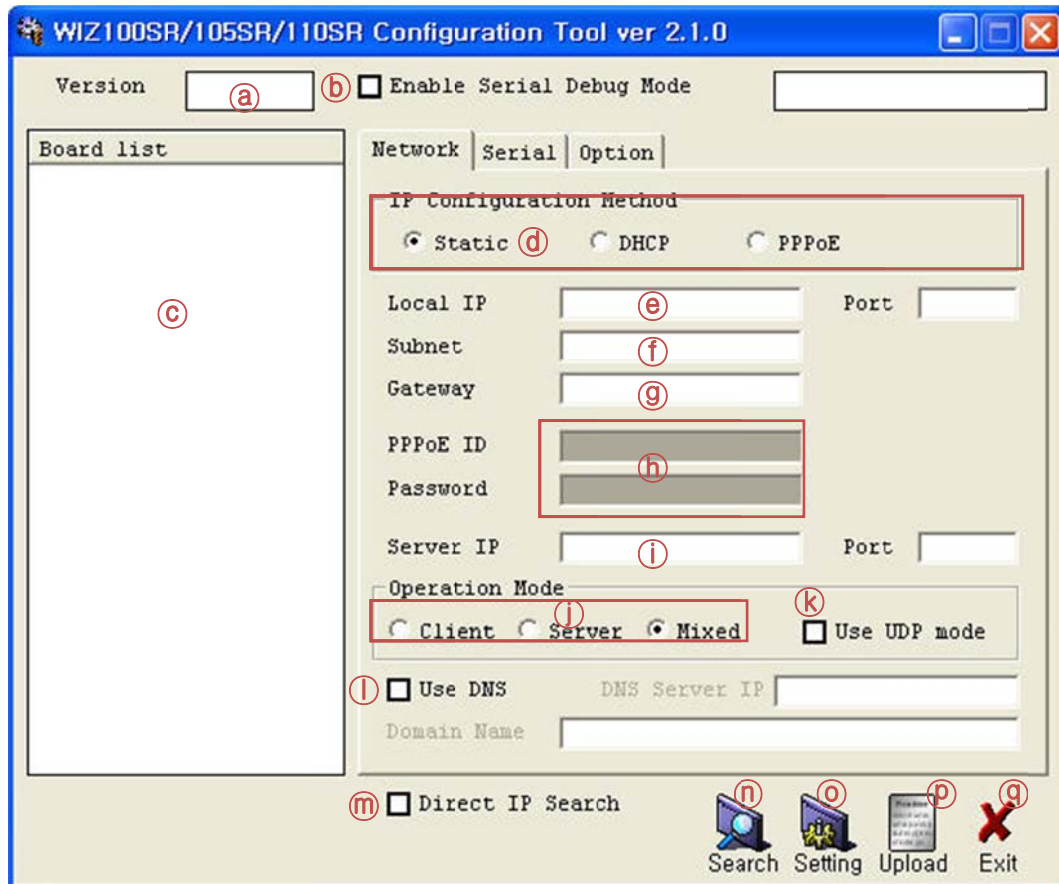 WIZ100SR/105SR/110SR Configuration Tool ver 2.1.0
Version ⓐ ⓑ Enable Serial Debug Mode
Board list
Network Serial Option
IP Configuration Method
Static ⓓ DHCP PPPoE
ⓒ
Local IP ⓔ Port
Subnet ⓕ
Gateway ⓖ
PPPoE ID
ⓗ
Password
Server IP ⓘ Port
Operation Mode
ⓙ ⓚ
Client Server Mixed Use UDP mode
ⓛ Use DNS DNS Server IP
Domain Name
ⓜ Direct IP Search
ⓝ ⓞ ⓟ ⓠ
Search Setting Upload Exit